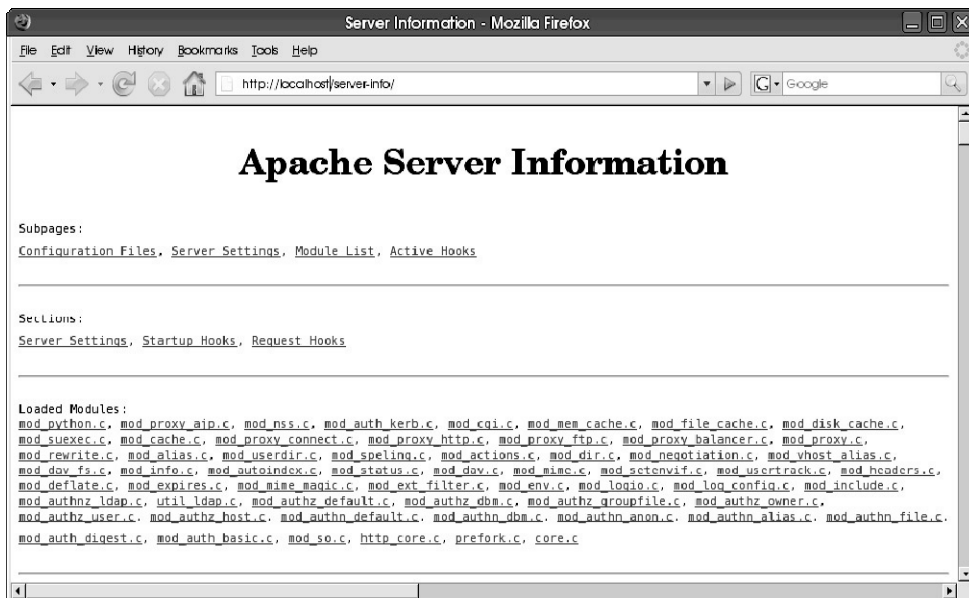 Server Information - Mozilla Firefox
File Edit View History Bookmarks Tools Help
http://localhost/server-info/ G Google
Apache Server Information
Subpages:
Configuration Files, Server Settings, Module List, Active Hooks
Sections:
Server Settings, Startup Hooks, Request Hooks
Loaded Modules:
mod_python.c, mod_proxy_ajp.c, mod_nss.c, mod_auth_kerb.c, mod_cgi.c, mod_mem_cache.c, mod_file_cache.c, mod_disk_cache.c,
mod_suexec.c, mod_cache.c, mod_proxy_connect.c, mod_proxy_http.c, mod_proxy_ftp.c, mod_proxy_balancer.c, mod_proxy.c,
mod_rewrite.c, mod_alias.c, mod_userdir.c, mod_speling.c, mod_actions.c, mod_dir.c, mod_negotiation.c, mod_vhost_alias.c,
mod_dav_fs.c, mod_info.c, mod_autoindex.c, mod_status.c, mod_dav.c, mod_mime.c, mod_setenvif.c, mod_usertrack.c, mod_headers.c,
mod_deflate.c, mod_expires.c, mod_mime_magic.c, mod_ext_filter.c, mod_env.c, mod_logio.c, mod_log_config.c, mod_include.c,
mod_authnz_ldap.c, util_ldap.c, mod_authz_default.c, mod_authz_dbm.c, mod_authz_groupfile.c, mod_authz_owner.c,
mod_authz_user.c, mod_authz_host.c, mod_authn_default.c, mod_authn_dbm.c, mod_authn_anon.c, mod_authn_alias.c, mod_authn_file.c,
mod_auth_digest.c, mod_auth_basic.c, mod_so.c, http_core.c, prefork.c, core.c